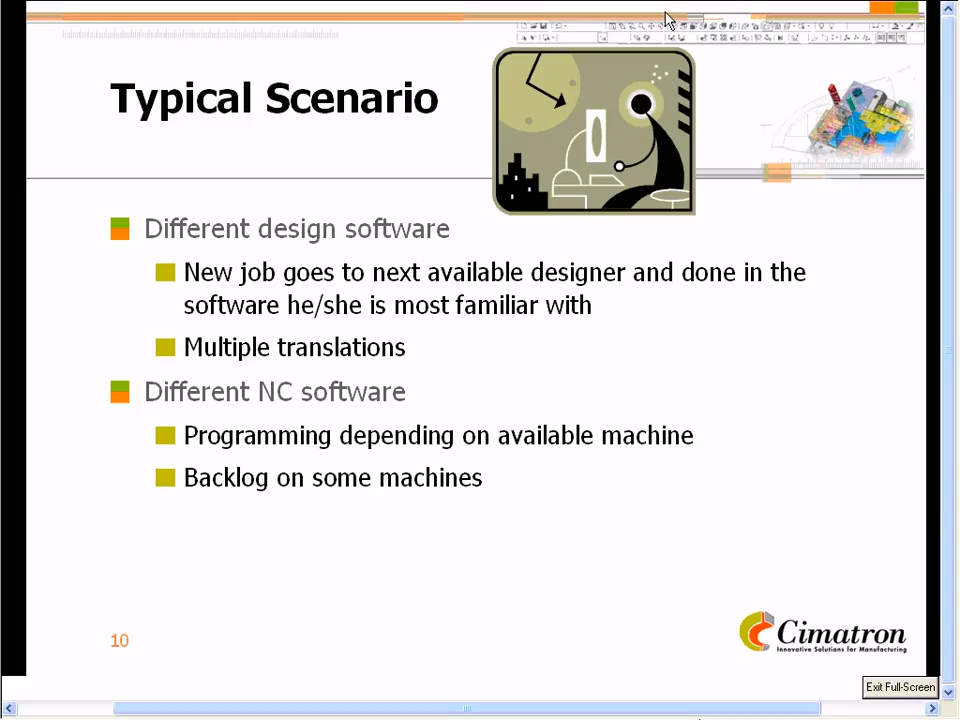 Typical Scenario
Different design software
New job goes to next available designer and done in the
software he/she is most familiar with
Multiple translations
Different NC software
Programming depending on available machine
Backlog on some machines
10
Cimatron
Innovative Solutions for Manufacturing
Exit Full-Screen